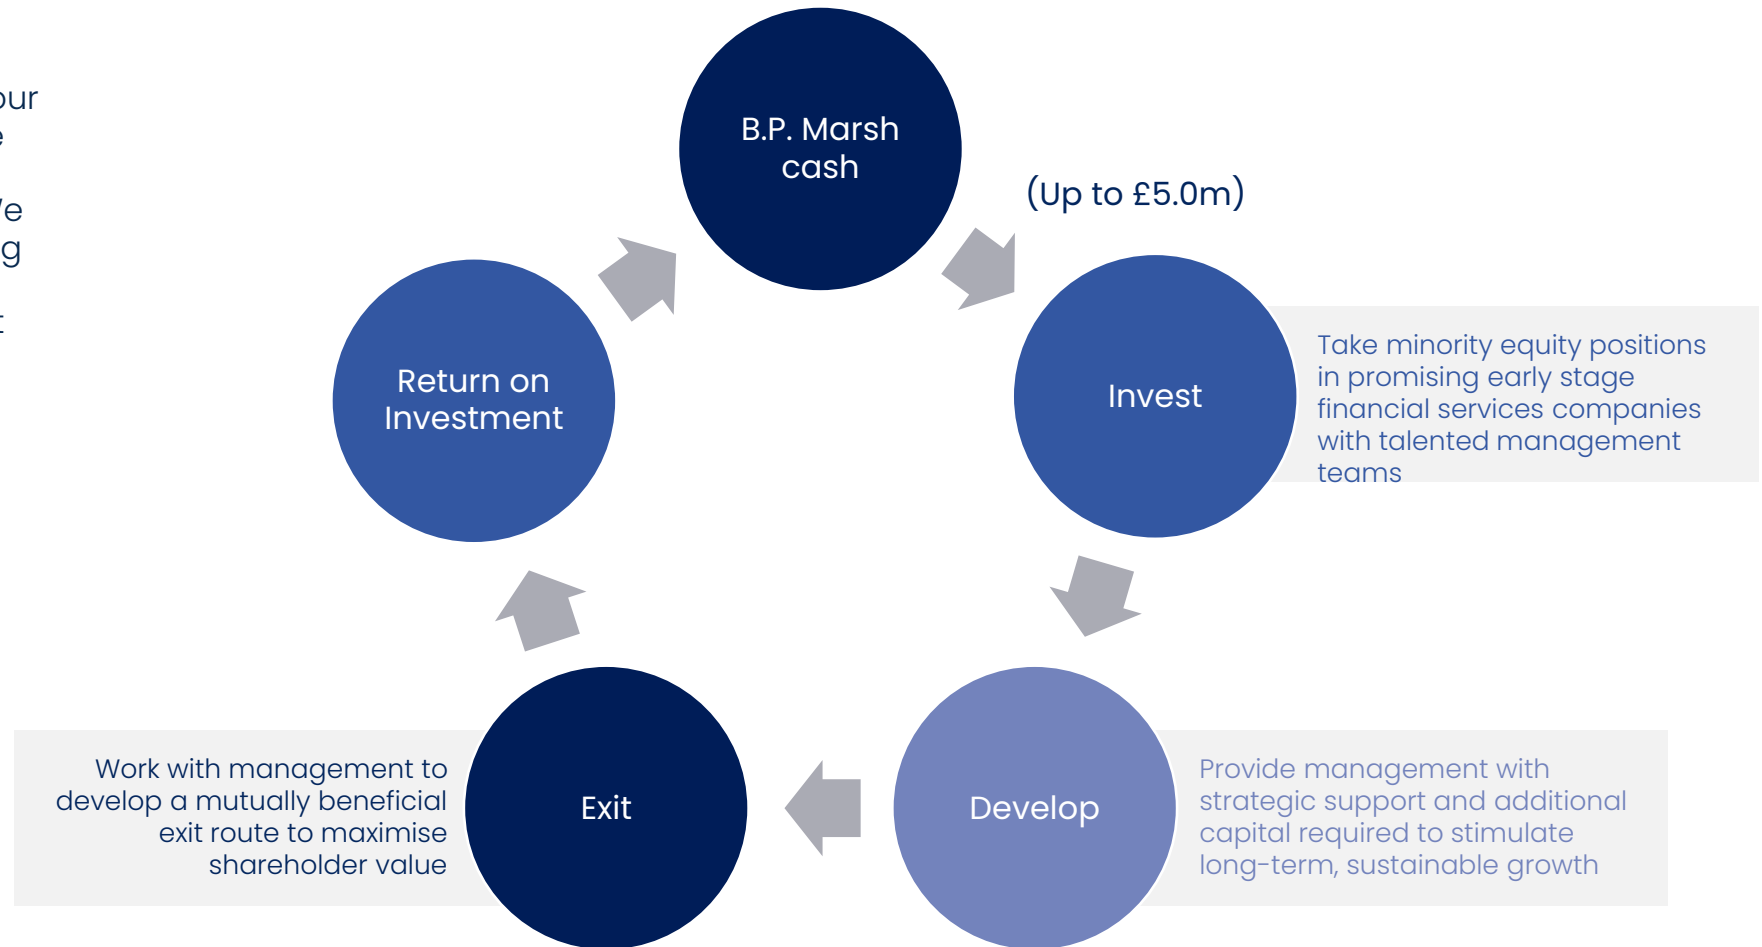 B.P. Marsh
cash
(Up to £5.0m)
Return on
Investment
Invest
Take minority equity positions
in promising early stage
financial services companies
with talented management
teams
Work with management to
develop a mutually beneficial
exit route to maximise
shareholder value
Exit
Develop
Provide management with
strategic support and additional
capital required to stimulate
long-term, sustainable growth